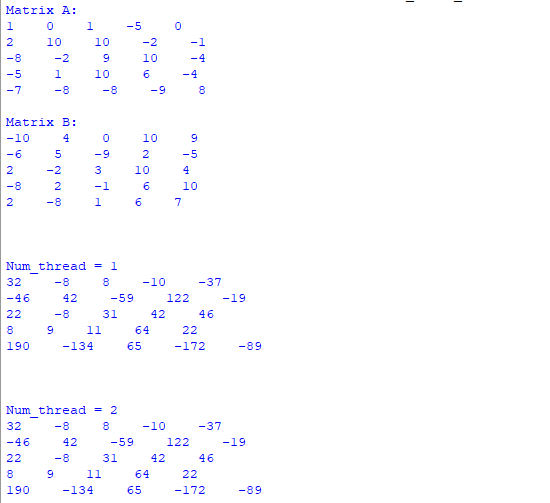 Matrix A:
1 0 1 -5 0
2 10 10 -2 -1
-8 -2 9 10 -4
-5 1 10 6 -4
-7 -8 -8 -9 8
Matrix B:
-10 4 0 10 9
-6 5 -9 2 -5
2 -2 3 10 4
-8 2 -1 6 10
2 -8 1 6 7
Num_thread = 1
32 -8 8 -10 -37
-46 42 -59 122 -19
22 -8 31 42 46
8 9 11 64 22
190 -134 65 -172 -89
Num_thread = 2
32 -8 8 -10 -37
-46 42 -59 122 -19
22 -8 31 42 46
8 9 11 64 22
190 -134 65 -172 -89